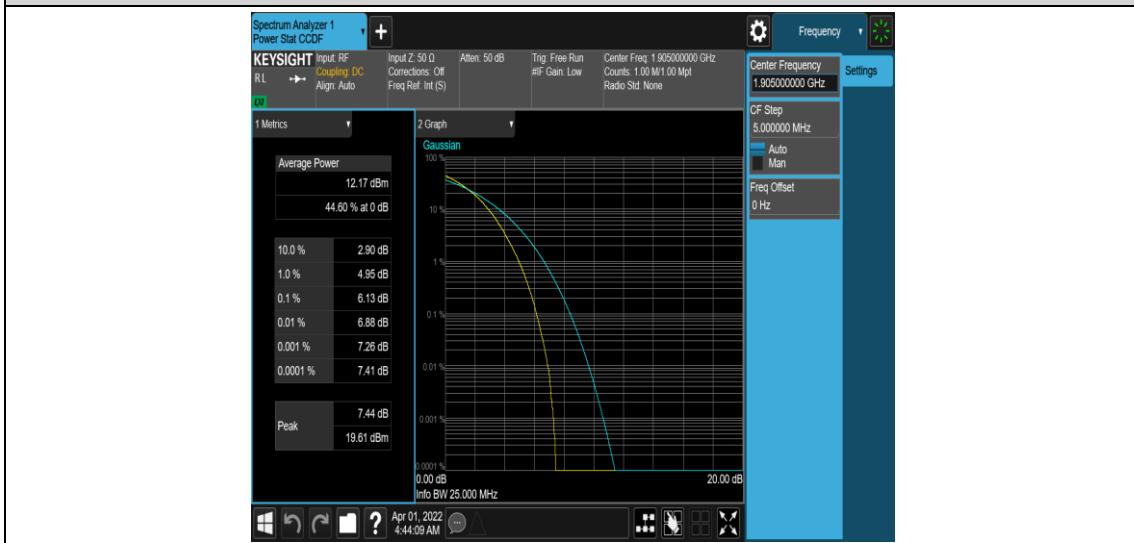 Spectrum Analyzer 1
Power Stat CCDF
+
Frequency
KEYSIGHT
RL
LXI
Input: RF
Coupling: DC
Align: Auto
Input Z: 50 Ω
Corrections: Off
Freq Ref: Int (S)
Atten: 50 dB
Trig: Free Run
#IF Gain: Low
Center Freq: 1.905000000 GHz
Counts: 1.00 M/1.00 Mpt
Radio Std: None
Center Frequency
1.905000000 GHz
Settings
CF Step
5.000000 MHz
Auto
Man
Freq Offset
0 Hz
1 Metrics
Average Power
12.17 dBm
44.60 % at 0 dB
10.0 % 2.90 dB
1.0 % 4.95 dB
0.1 % 6.13 dB
0.01 % 6.88 dB
0.001 % 7.26 dB
0.0001 % 7.41 dB
Peak 7.44 dB
19.61 dBm
2 Graph
Gaussian
100 %
10 %
1 %
0.1 %
0.01 %
0.001 %
0.0001 %
0.00 dB 20.00 dB
Info BW 25.000 MHz
?
Apr 01, 2022
4:44:09 AM